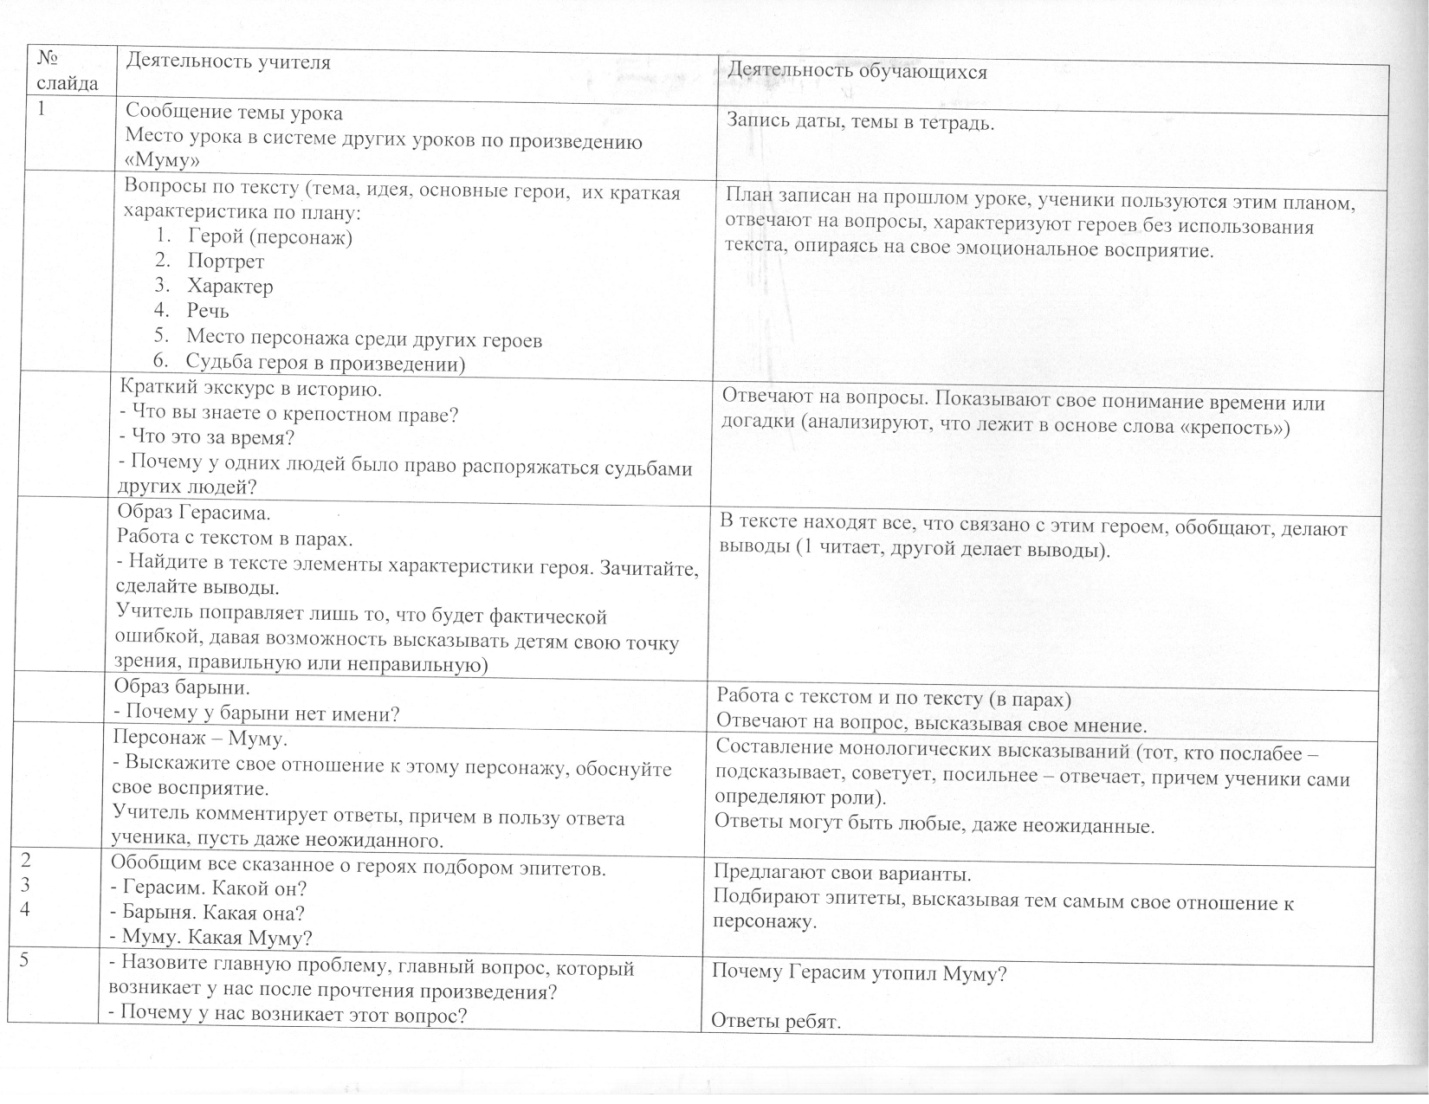 №
слайда
Деятельность учителя
Деятельность обучающихся
1
Сообщение темы урока
Место урока в системе других уроков по произведению
«Муму»
Запись даты, темы в тетрадь.
Вопросы по тексту (тема, идея, основные герои, их краткая
характеристика по плану:
1. Герой (персонаж)
2. Портрет
3. Характер
4. Речь
5. Место персонажа среди других героев
6. Судьба героя в произведении)
План записан на прошлом уроке, ученики пользуются этим планом,
отвечают на вопросы, характеризуют героев без использования
текста, опираясь на свое эмоциональное восприятие.
Краткий экскурс в историю.
- Что вы знаете о крепостном праве?
- Что это за время?
- Почему у одних людей было право распоряжаться судьбами
других людей?
Отвечают на вопросы. Показывают свое понимание времени или
догадки (анализируют, что лежит в основе слова «крепость»)
Образ Герасима.
Работа с текстом в парах.
- Найдите в тексте элементы характеристики героя. Зачитайте,
сделайте выводы.
Учитель поправляет лишь то, что будет фактической
ошибкой, давая возможность высказывать детям свою точку
зрения, правильную или неправильную)
В тексте находят все, что связано с этим героем, обобщают, делают
выводы (1 читает, другой делает выводы).
Образ барыни.
- Почему у барыни нет имени?
Работа с текстом и по тексту (в парах)
Отвечают на вопрос, высказывая свое мнение.
Персонаж – Муму.
- Выскажите свое отношение к этому персонажу, обоснуйте
свое восприятие.
Учитель комментирует ответы, причем в пользу ответа
ученика, пусть даже неожиданного.
Составление монологических высказываний (тот, кто послабее –
подсказывает, советует, посильнее – отвечает, причем ученики сами
определяют роли).
Ответы могут быть любые, даже неожиданные.
2
3
4
Обобщим все сказанное о героях подбором эпитетов.
- Герасим. Какой он?
- Барыня. Какая она?
- Муму. Какая Муму?
Предлагают свои варианты.
Подбирают эпитеты, высказывая тем самым свое отношение к
персонажу.
5
- Назовите главную проблему, главный вопрос, который
возникает у нас после прочтения произведения?
- Почему у нас возникает этот вопрос?
Почему Герасим утопил Муму?
Ответы ребят.